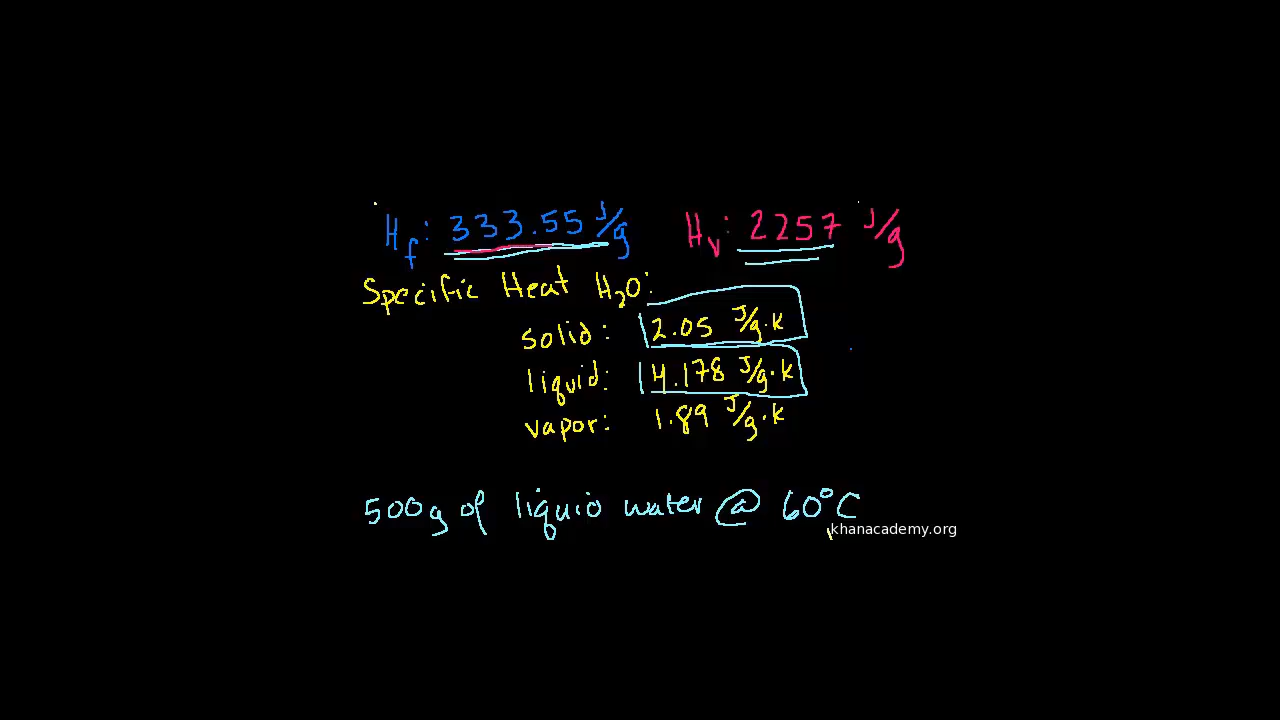 Hf: 333.55 J/g Hv: 2257 J/g
Specific Heat H₂O:
solid: 2.05 J/g·K
liquid: 4.178 J/g·K
vapor: 1.89 J/g·K
500g of liquid water @ 60°C
khanacademy.org